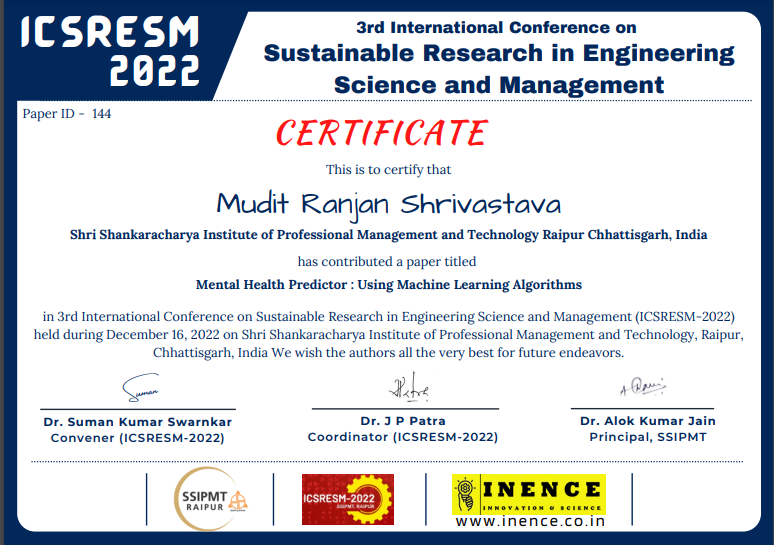 ICSRESM
2022
3rd International Conference on
Sustainable Research in Engineering
Science and Management
Paper ID - 144
CERTIFICATE
This is to certify that
Mudit Ranjan Shrivastava
Shri Shankaracharya Institute of Professional Management and Technology Raipur Chhattisgarh, India
has contributed a paper titled
Mental Health Predictor : Using Machine Learning Algorithms
in 3rd International Conference on Sustainable Research in Engineering Science and Management (ICSRESM-2022)
held during December 16, 2022 on Shri Shankaracharya Institute of Professional Management and Technology, Raipur,
Chhattisgarh, India We wish the authors all the very best for future endeavors.
Suman
Dr. Suman Kumar Swarnkar
Convener (ICSRESM-2022)
Dr. J P Patra
Coordinator (ICSRESM-2022)
Dr. Alok Kumar Jain
Principal, SSIPMT
SSIPMT
RAIPUR
ICSRESM-2022
SSIPMT, RAIPUR
INENCE
INNOVATION & SCIENCE
www.inence.co.in